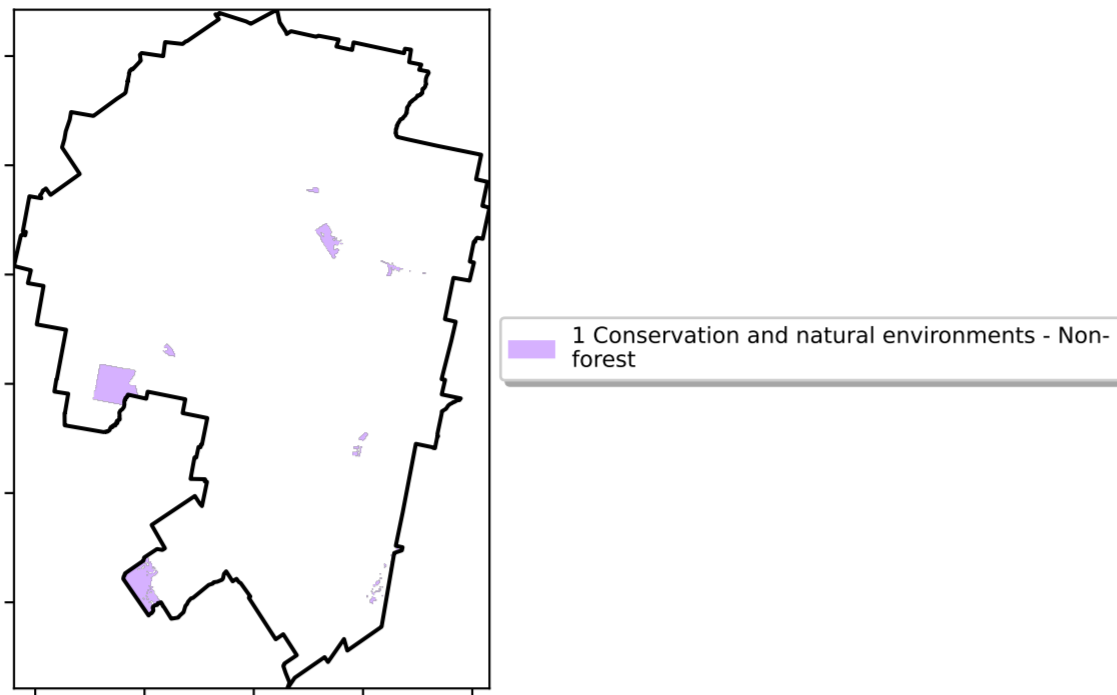 1 Conservation and natural environments - Non-
forest